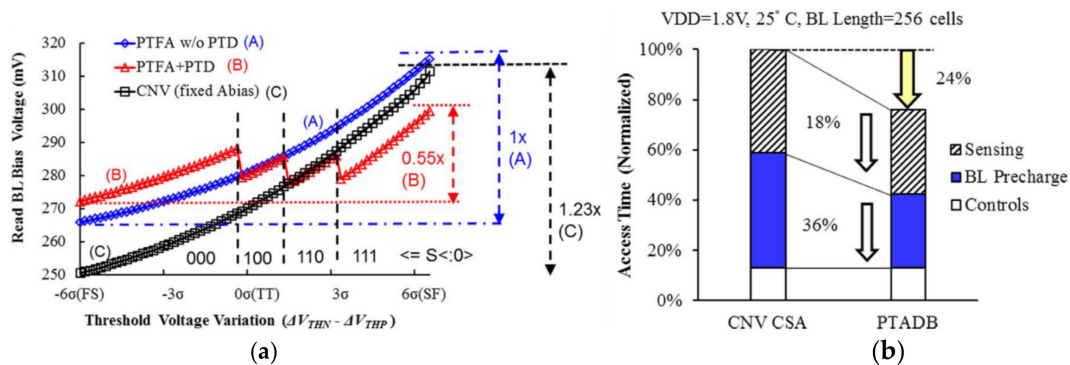 PTFA w/o PTD (A)
PTFA+PTD (B)
CNV (fixed Abias) (C)
Read BL Bias Voltage (mV)
320
310
300
290
280
270
260
250
(A)
(B)
(C)
1x
(A)
0.55x
(B)
1.23x
(C)
000 100 110 111 <= S<:0>
-6σ(FS) -3σ 0σ(TT) 3σ 6σ(SF)
Threshold Voltage Variation (ΔV_THN - ΔV_THP)
(a)
VDD=1.8V, 25° C, BL Length=256 cells
Access Time (Normalized)
100%
80%
60%
40%
20%
0%
24%
18%
36%
Sensing
BL Precharge
Controls
CNV CSA PTADB
(b)